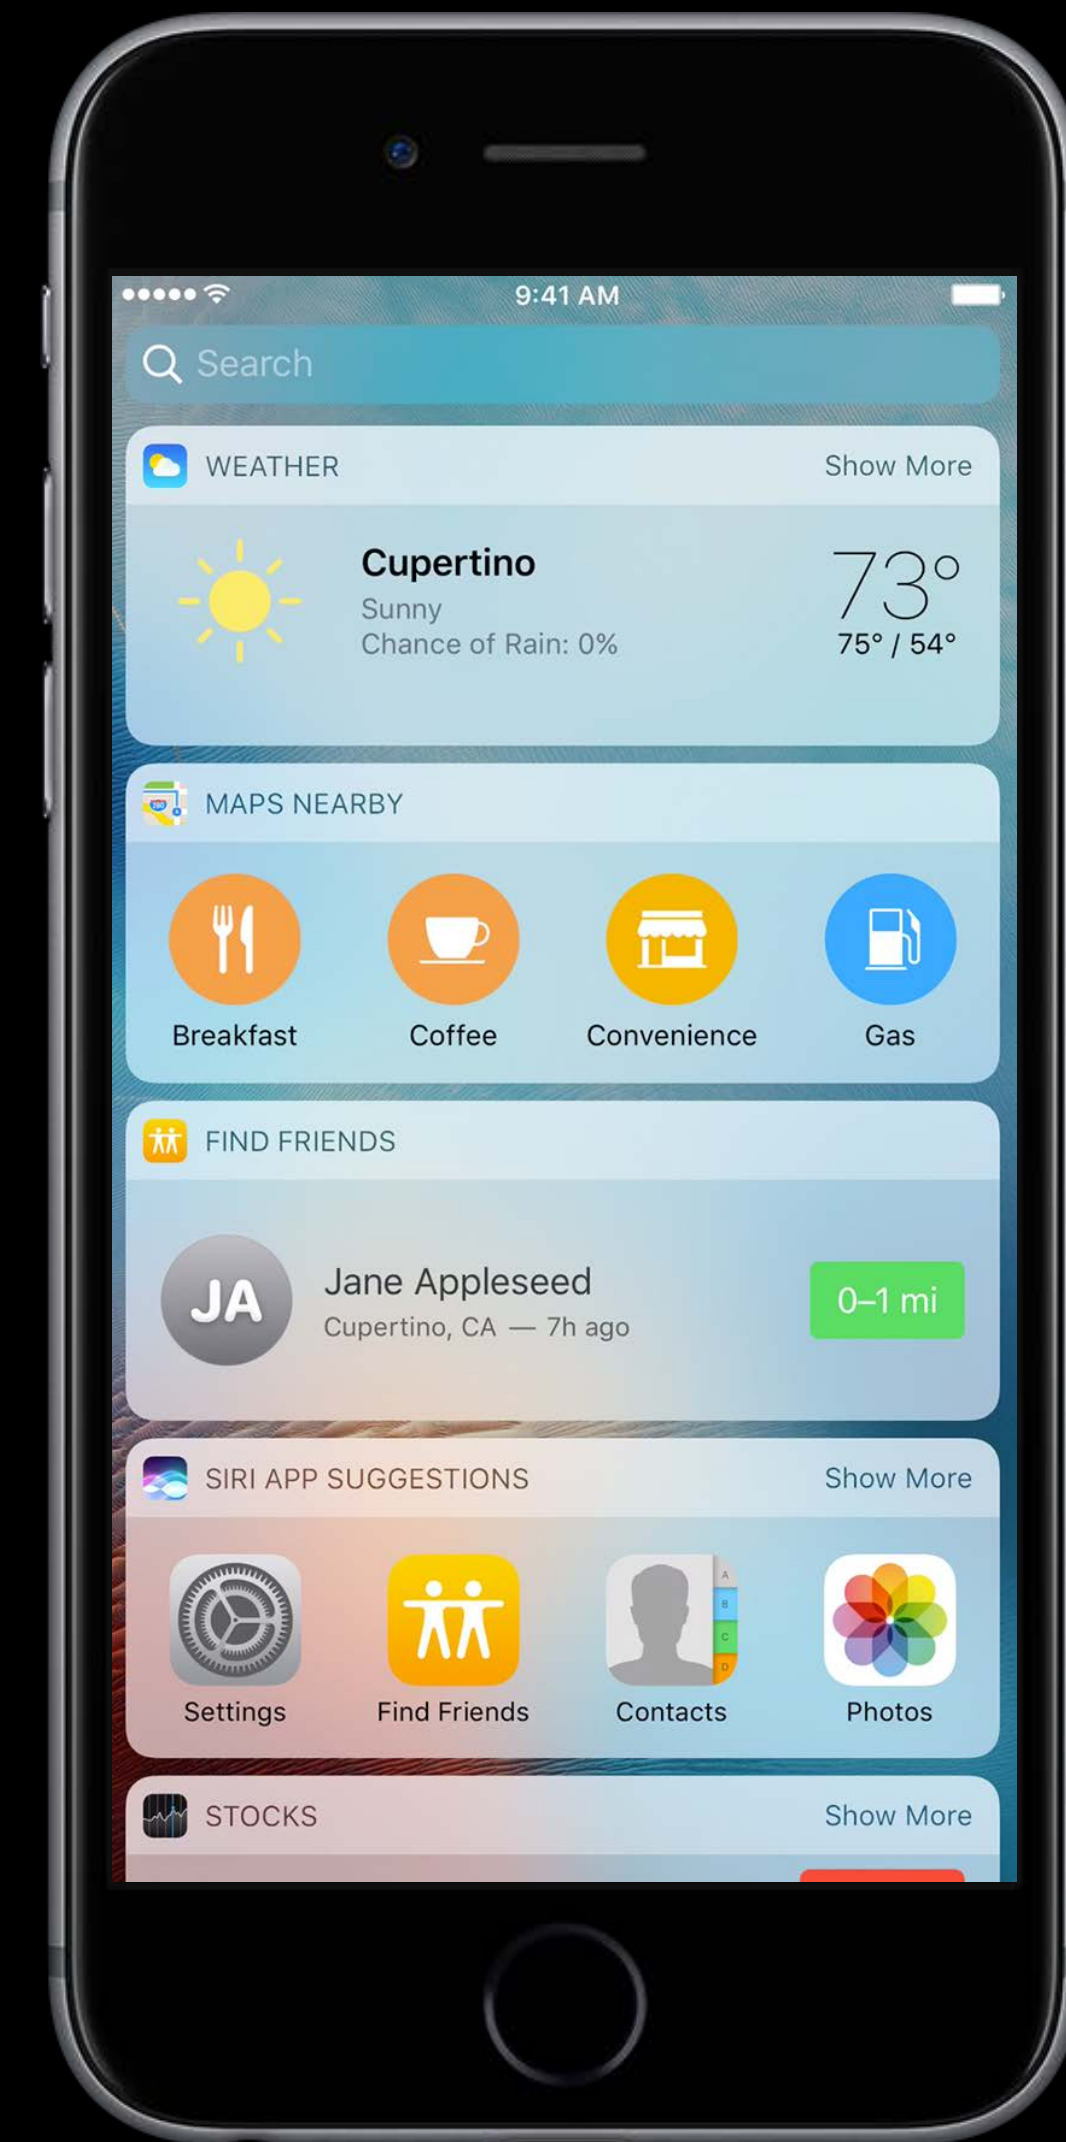 9:41 AM
Search
WEATHER Show More
Cupertino 73°
Sunny
Chance of Rain: 0% 75° / 54°
MAPS NEARBY
Breakfast Coffee Convenience Gas
FIND FRIENDS
JA Jane Appleseed 0–1 mi
Cupertino, CA — 7h ago
SIRI APP SUGGESTIONS Show More
A
B
C
D
Settings Find Friends Contacts Photos
STOCKS Show More